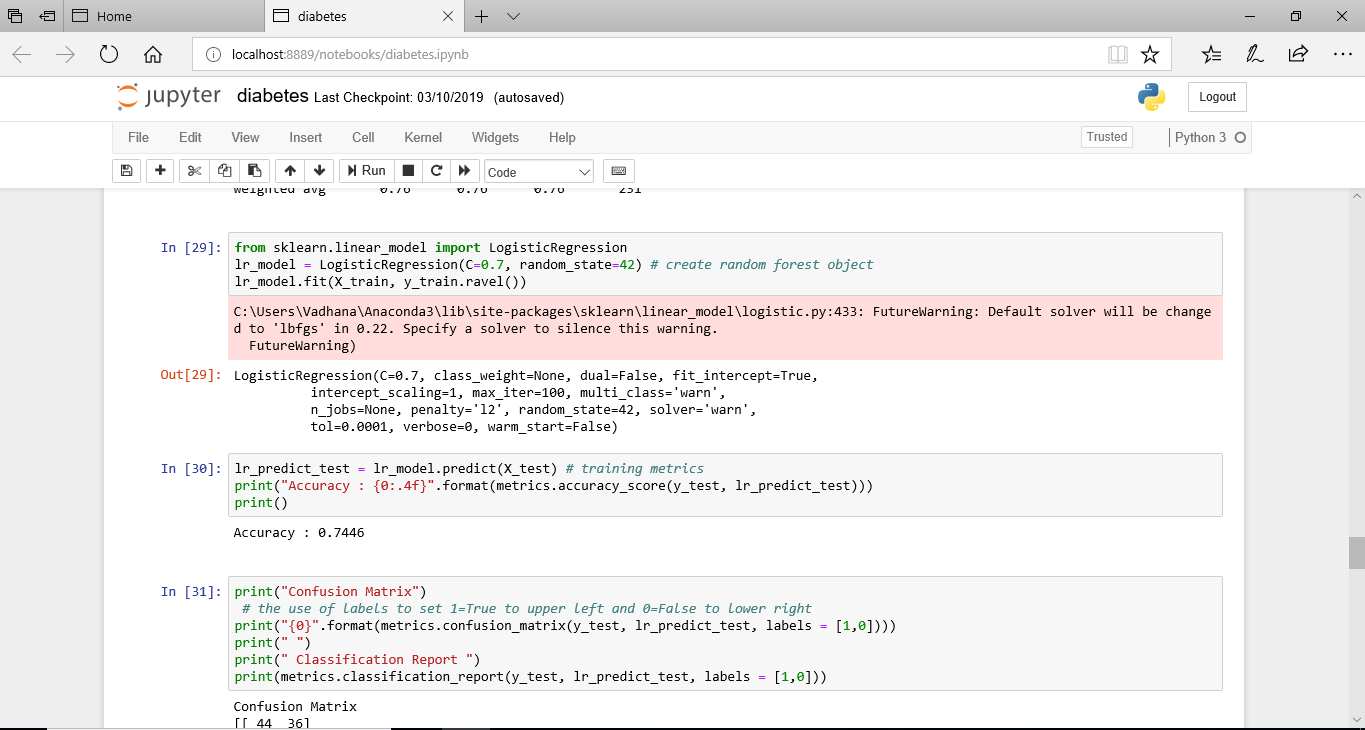 Home
diabetes
localhost:8889/notebooks/diabetes.ipynb
jupyter diabetes Last Checkpoint: 03/10/2019 (autosaved)
Logout
File Edit View Insert Cell Kernel Widgets Help
Trusted
Python 3
Run
Code
weighted avg 0.76 0.76 0.76 231
In [29]: from sklearn.linear_model import LogisticRegression
lr_model = LogisticRegression(C=0.7, random_state=42) # create random forest object
lr_model.fit(X_train, y_train.ravel())
C:\Users\Vadhana\Anaconda3\lib\site-packages\sklearn\linear_model\logistic.py:433: FutureWarning: Default solver will be change
d to 'lbfgs' in 0.22. Specify a solver to silence this warning.
FutureWarning)
Out[29]: LogisticRegression(C=0.7, class_weight=None, dual=False, fit_intercept=True,
intercept_scaling=1, max_iter=100, multi_class='warn',
n_jobs=None, penalty='l2', random_state=42, solver='warn',
tol=0.0001, verbose=0, warm_start=False)
In [30]: lr_predict_test = lr_model.predict(X_test) # training metrics
print("Accuracy : {0:.4f}".format(metrics.accuracy_score(y_test, lr_predict_test)))
print()
Accuracy : 0.7446
In [31]: print("Confusion Matrix")
# the use of labels to set 1=True to upper left and 0=False to lower right
print("{0}".format(metrics.confusion_matrix(y_test, lr_predict_test, labels = [1,0])))
print(" ")
print(" Classification Report ")
print(metrics.classification_report(y_test, lr_predict_test, labels = [1,0]))
Confusion Matrix
[[ 44 36]